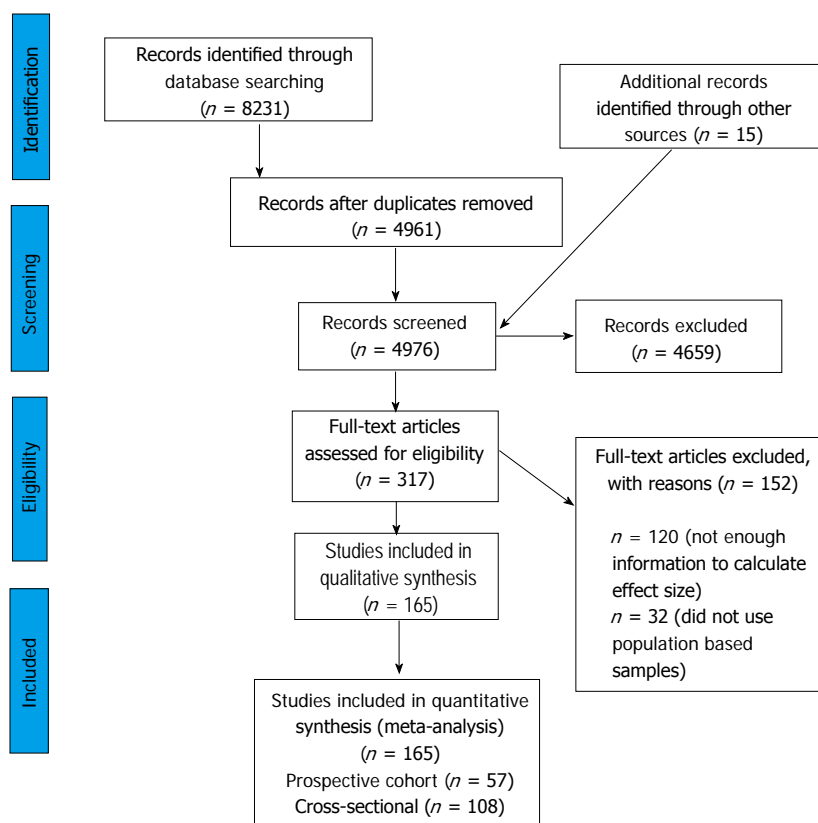 Identification
Records identified through
database searching
(n = 8231)
Additional records
identified through other
sources (n = 15)
Records after duplicates removed
(n = 4961)
Screening
Records screened
(n = 4976)
Records excluded
(n = 4659)
Eligibility
Full-text articles
assessed for eligibility
(n = 317)
Full-text articles excluded,
with reasons (n = 152)
n = 120 (not enough
information to calculate
effect size)
n = 32 (did not use
population based
samples)
Studies included in
qualitative synthesis
(n = 165)
Included
Studies included in quantitative
synthesis (meta-analysis)
(n = 165)
Prospective cohort (n = 57)
Cross-sectional (n = 108)